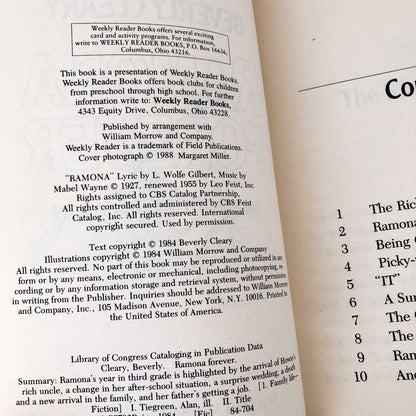 Weekly Reader Books offers several exciting
card and activity programs. For information,
write to WEEKLY READER BOOKS, P.O. Box 16636,
Columbus, Ohio 43216.
This book is a presentation of Weekly Reader Books.
Weekly Reader Books offers book clubs for children
from preschool through high school. For further
information write to: Weekly Reader Books,
4343 Equity Drive, Columbus, Ohio 43228.
Published by arrangement with
William Morrow and Company.
Weekly Reader is a trademark of Field Publications.
Cover photograph © 1988 Margaret Miller.
"RAMONA" Lyric by L. Wolfe Gilbert, Music by
Mabel Wayne © 1927, renewed 1955 by Leo Feist, Inc.
Rights assigned to CBS Catalog Partnership.
All rights controlled and administered by CBS Feist
Catalog, Inc. All rights reserved. International
copyright secured. Used by permission.
Text copyright © 1984 Beverly Cleary
Illustrations copyright © 1984 William Morrow and Company
All rights reserved. No part of this book may be reproduced or utilized in any
form or by any means, electronic or mechanical, including photocopying, re-
cording or by any information storage and retrieval system, without permission
in writing from the Publisher. Inquiries should be addressed to William Morrow
and Company, Inc., 105 Madison Avenue, New York, N.Y. 10016. Printed in
the United States of America.
Library of Congress Cataloging in Publication Data
Cleary, Beverly. Ramona forever.
Summary: Ramona's year in third grade is highlighted by the arrival of Howie's
rich uncle, a change in her after-school situation, a surprise wedding, a death
and a new arrival in the family, and her father's getting a job. [1. Family life—
Fiction] I. Tiegreen, Alan, ill. II. Title
1984 [Fic] 84-704
Co
1 The Ric
2 Ramona
3 Being
4 Picky-
5 "IT"
6 A Su
7 The
8 The
9 Ran
10 And